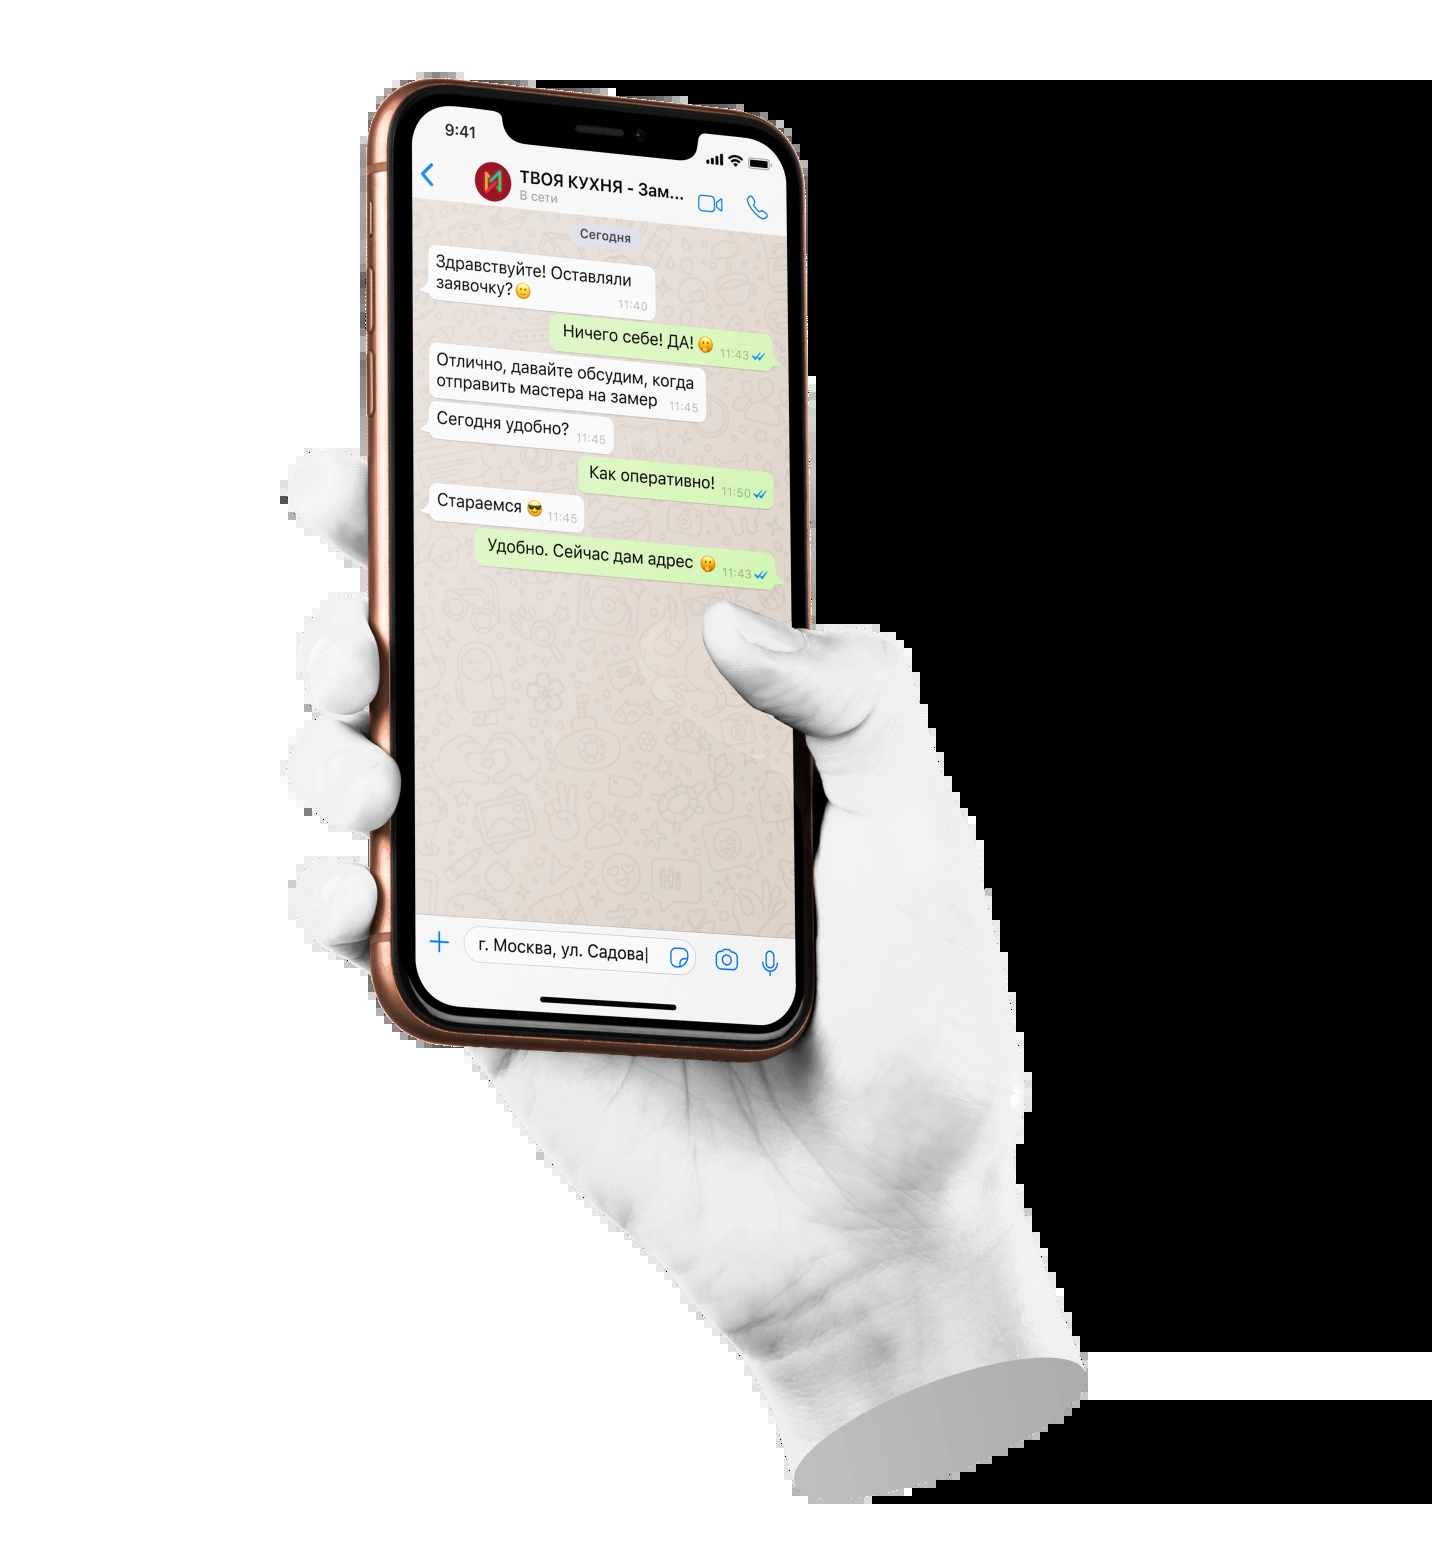 9:41
ТВОЯ КУХНЯ - Зам...
В сети
Сегодня
Здравствуйте! Оставляли
заявочку?🙂
11:40
Ничего себе! ДА! 🤭 11:43
Отлично, давайте обсудим, когда
отправить мастера на замер 11:45
Сегодня удобно? 11:45
Как оперативно! 11:50
Стараемся 😎 11:45
Удобно. Сейчас дам адрес 🤭 11:43
Hi
г. Москва, ул. Садова|